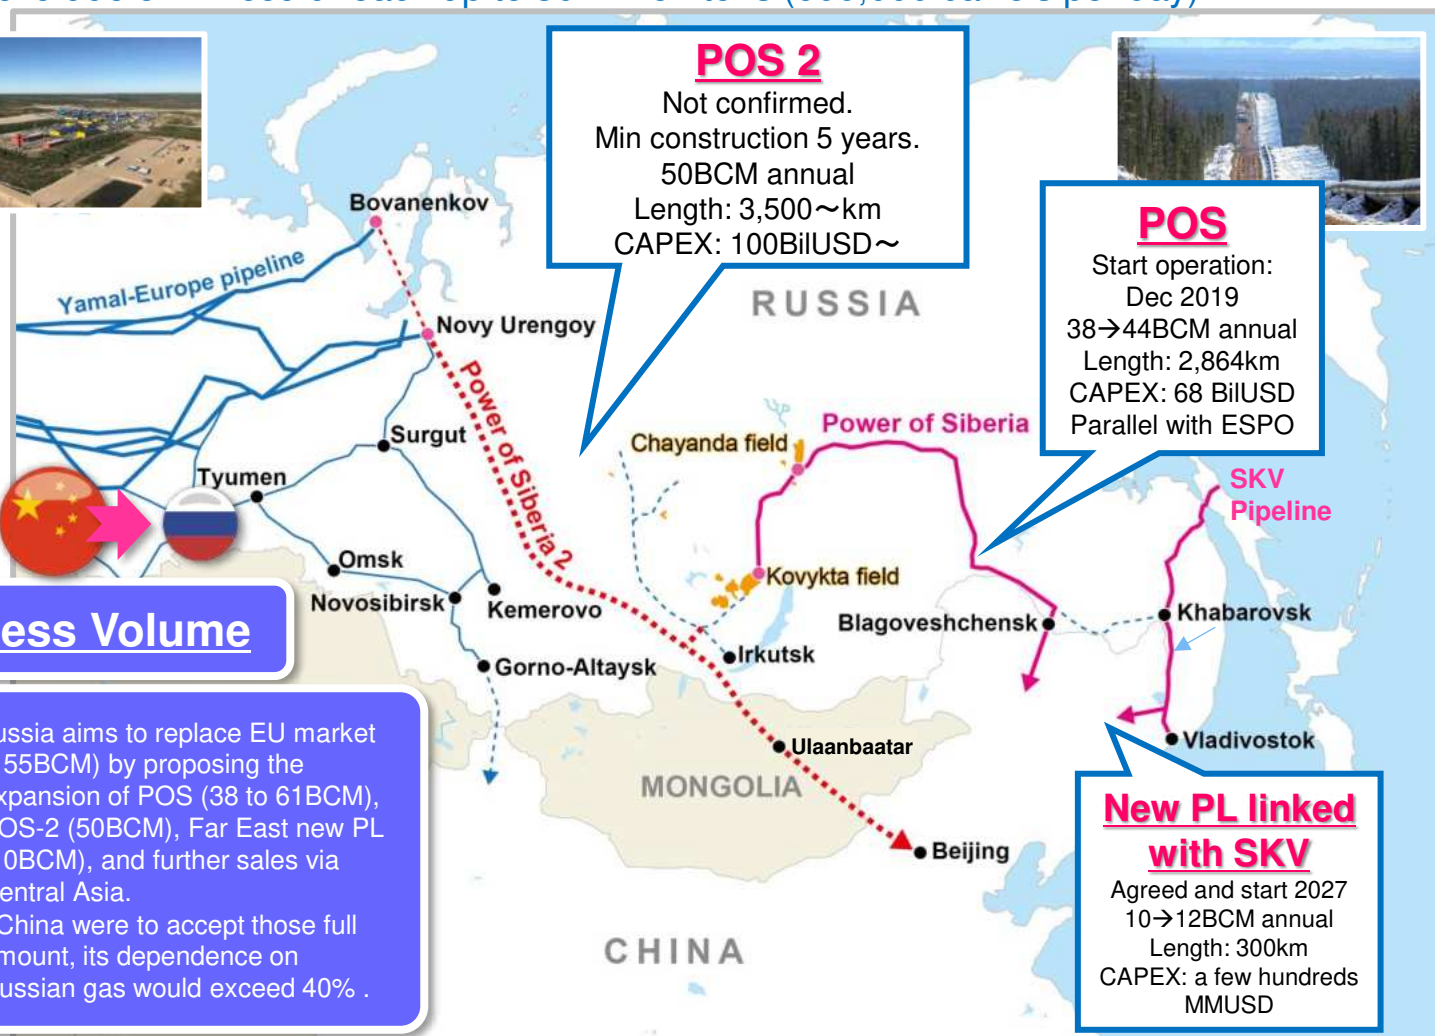 POS 2
Not confirmed.
Min construction 5 years.
50BCM annual
Length: 3,500～km
CAPEX: 100BilUSD～
POS
Start operation:
Dec 2019
38→44BCM annual
Length: 2,864km
CAPEX: 68 BilUSD
Parallel with ESPO
Bovanenkov
Yamal-Europe pipeline
RUSSIA
Novy Urengoy
Power of Siberia 2
Surgut
Chayanda field
Power of Siberia
Tyumen
SKV
Pipeline
Omsk
Kovykta field
Novosibirsk
Kemerovo
Blagoveshchensk
Khabarovsk
ess Volume
Irkutsk
Gorno-Altaysk
ussia aims to replace EU market
55BCM) by proposing the
xpansion of POS (38 to 61BCM),
OS-2 (50BCM), Far East new PL
0BCM), and further sales via
entral Asia.
China were to accept those full
mount, its dependence on
ussian gas would exceed 40% .
Ulaanbaatar
Vladivostok
MONGOLIA
Beijing
CHINA
New PL linked
with SKV
Agreed and start 2027
10→12BCM annual
Length: 300km
CAPEX: a few hundreds
MMUSD